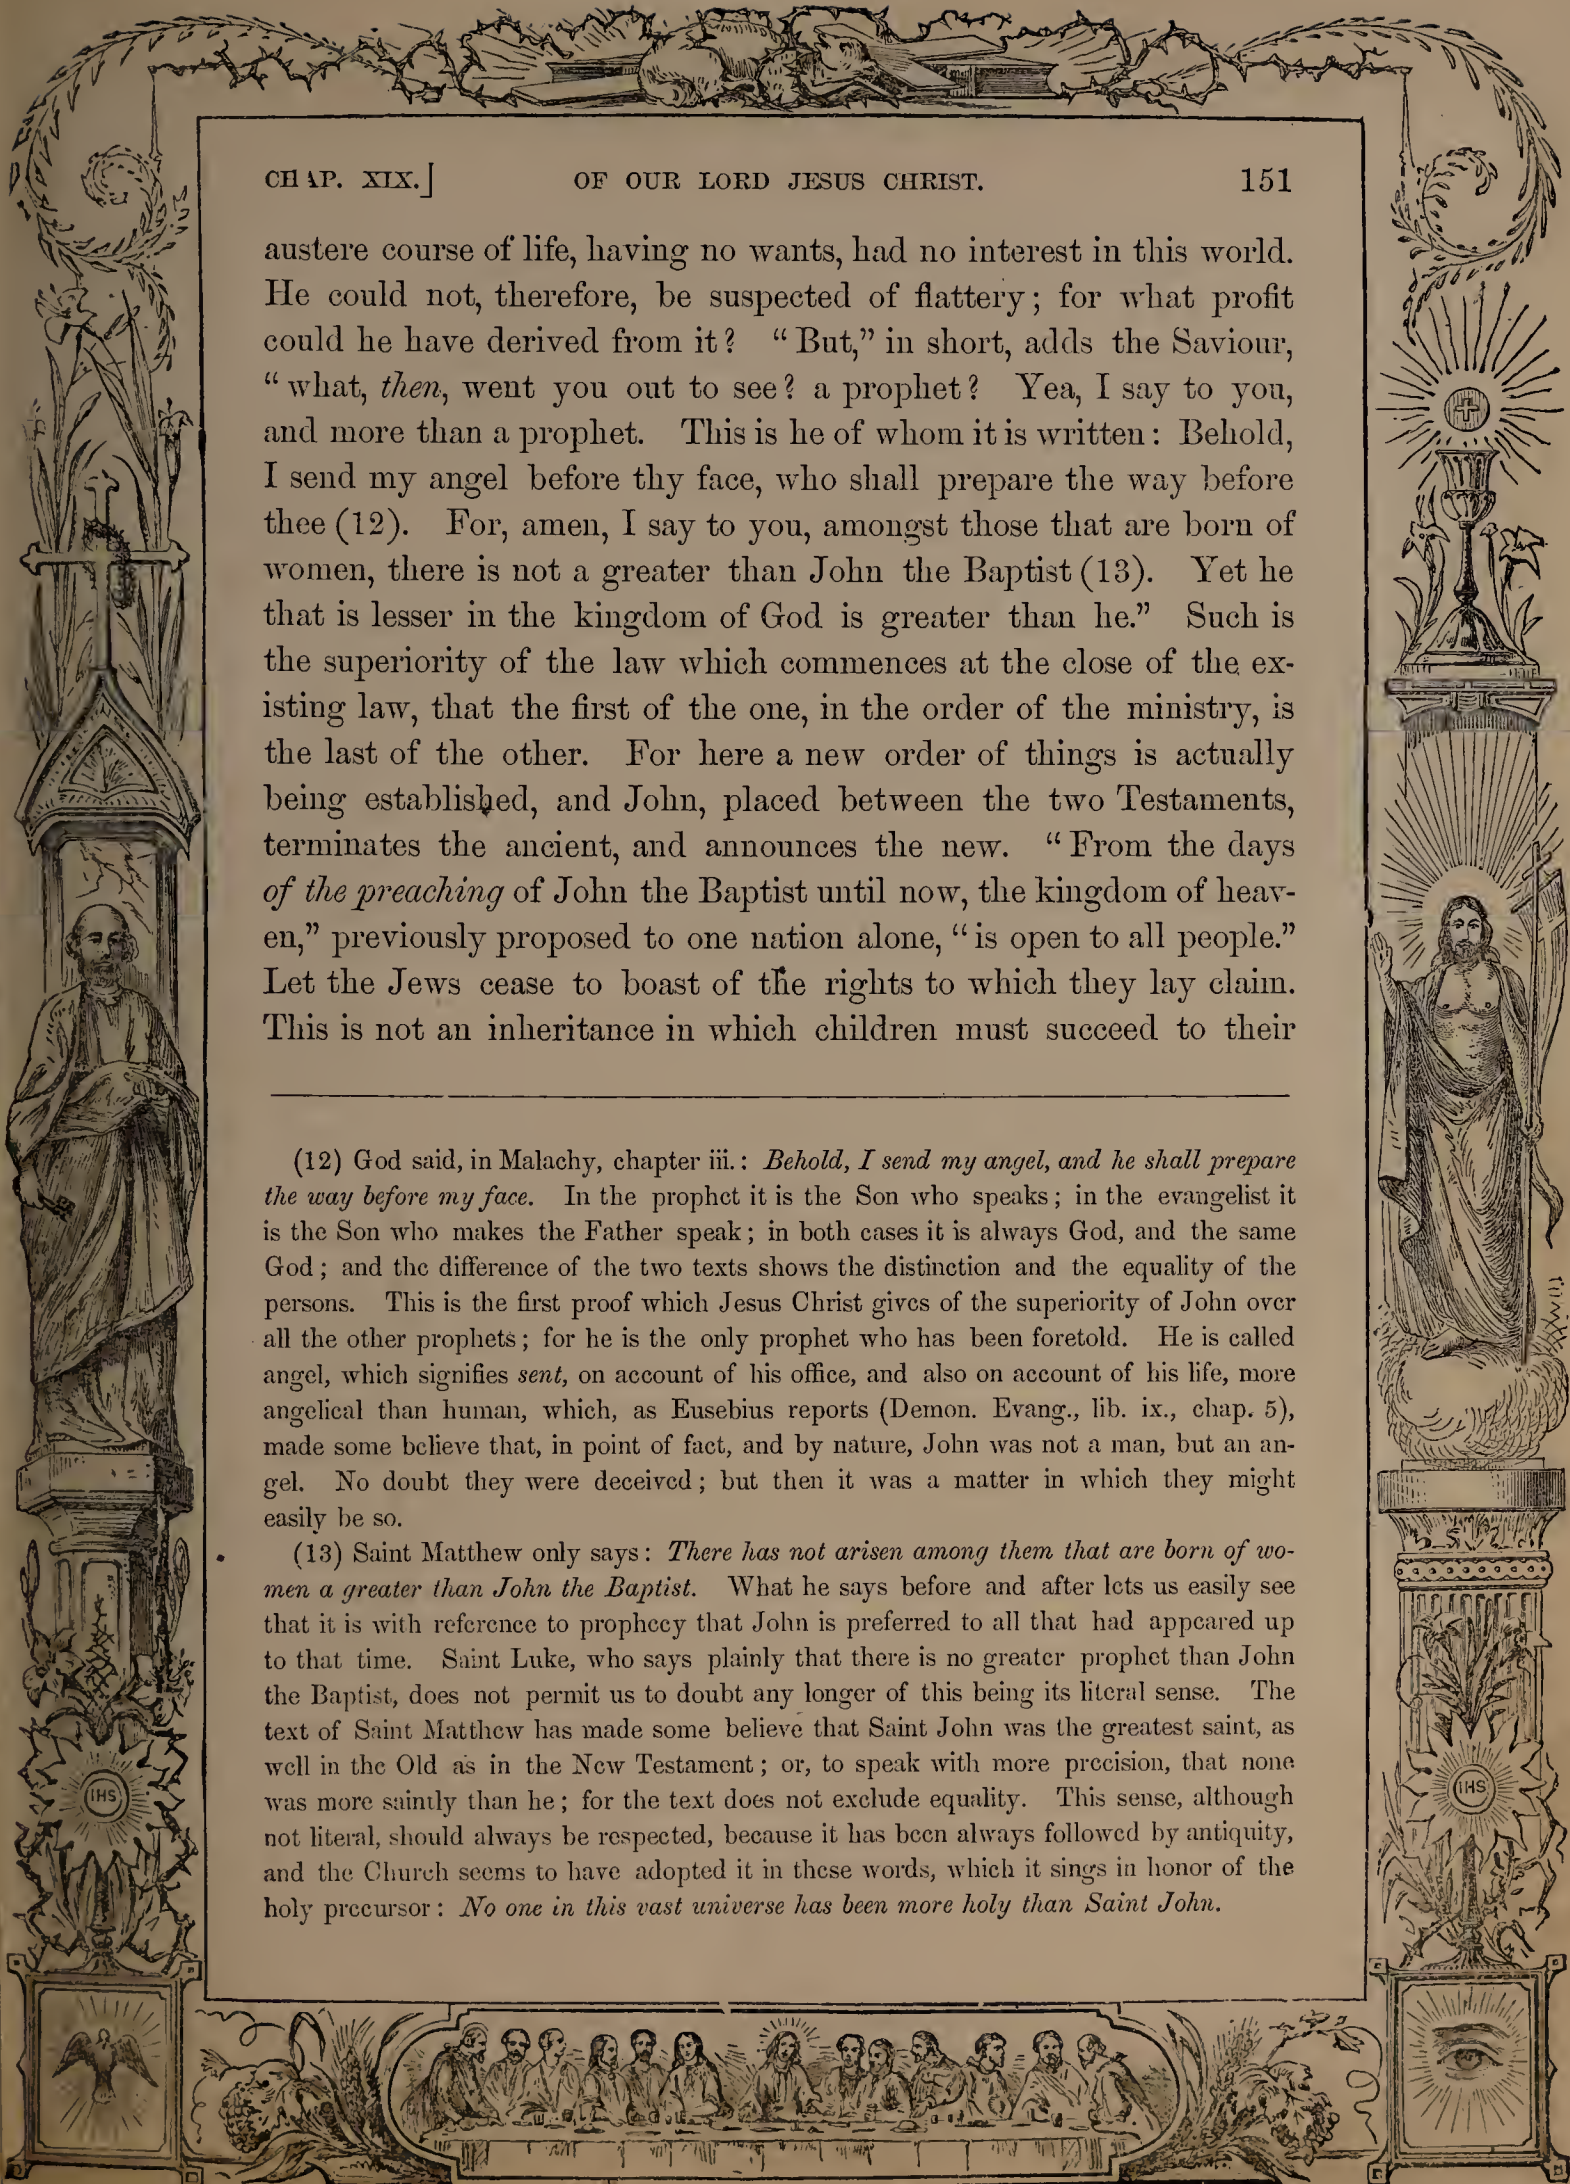 CHAP. XIX.] OF OUR LORD JESUS CHRIST. 151
austere course of life, having no wants, had no interest in this world.
He could not, therefore, be suspected of flattery; for what profit
could he have derived from it? “But,” in short, adds the Saviour,
“what, then, went you out to see? a prophet? Yea, I say to you,
and more than a prophet. This is he of whom it is written: Behold,
I send my angel before thy face, who shall prepare the way before
thee (12). For, amen, I say to you, amongst those that are born of
women, there is not a greater than John the Baptist (13). Yet he
that is lesser in the kingdom of God is greater than he.” Such is
the superiority of the law which commences at the close of the ex-
isting law, that the first of the one, in the order of the ministry, is
the last of the other. For here a new order of things is actually
being established, and John, placed between the two Testaments,
terminates the ancient, and announces the new. “From the days
of the preaching of John the Baptist until now, the kingdom of heav-
en,” previously proposed to one nation alone, “is open to all people.”
Let the Jews cease to boast of the rights to which they lay claim.
This is not an inheritance in which children must succeed to their
(12) God said, in Malachy, chapter iii.: Behold, I send my angel, and he shall prepare
the way before my face. In the prophet it is the Son who speaks; in the evangelist it
is the Son who makes the Father speak; in both cases it is always God, and the same
God; and the difference of the two texts shows the distinction and the equality of the
persons. This is the first proof which Jesus Christ gives of the superiority of John over
all the other prophets; for he is the only prophet who has been foretold. He is called
angel, which signifies sent, on account of his office, and also on account of his life, more
angelical than human, which, as Eusebius reports (Demon. Evang., lib. ix., chap. 5),
made some believe that, in point of fact, and by nature, John was not a man, but an an-
gel. No doubt they were deceived; but then it was a matter in which they might
easily be so.
(13) Saint Matthew only says: There has not arisen among them that are born of wo-
men a greater than John the Baptist. What he says before and after lets us easily see
that it is with reference to prophecy that John is preferred to all that had appeared up
to that time. Saint Luke, who says plainly that there is no greater prophet than John
the Baptist, does not permit us to doubt any longer of this being its literal sense. The
text of Saint Matthew has made some believe that Saint John was the greatest saint, as
well in the Old as in the New Testament; or, to speak with more precision, that none
was more saintly than he; for the text does not exclude equality. This sense, although
not literal, should always be respected, because it has been always followed by antiquity,
and the Church seems to have adopted it in these words, which it sings in honor of the
holy precursor: No one in this vast universe has been more holy than Saint John.
IHS
IHS